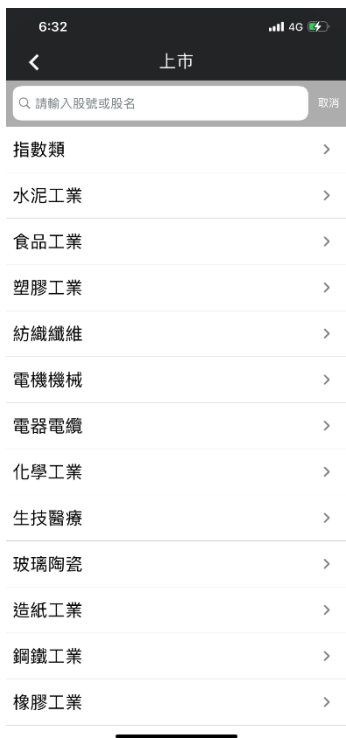 6:32 4G
上市
請輸入股號或股名 取消
指數類
水泥工業
食品工業
塑膠工業
紡織纖維
電機機械
電器電纜
化學工業
生技醫療
玻璃陶瓷
造紙工業
鋼鐵工業
橡膠工業